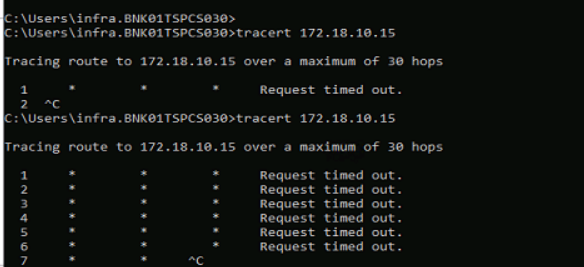 C:\Users\infra.BNK01TSPCS030>
C:\Users\infra.BNK01TSPCS030>tracert 172.18.10.15
Tracing route to 172.18.10.15 over a maximum of 30 hops
1 * * * Request timed out.
2 ^C
C:\Users\infra.BNK01TSPCS030>tracert 172.18.10.15
Tracing route to 172.18.10.15 over a maximum of 30 hops
1 * * * Request timed out.
2 * * * Request timed out.
3 * * * Request timed out.
4 * * * Request timed out.
5 * * * Request timed out.
6 * * * Request timed out.
7 * * ^C